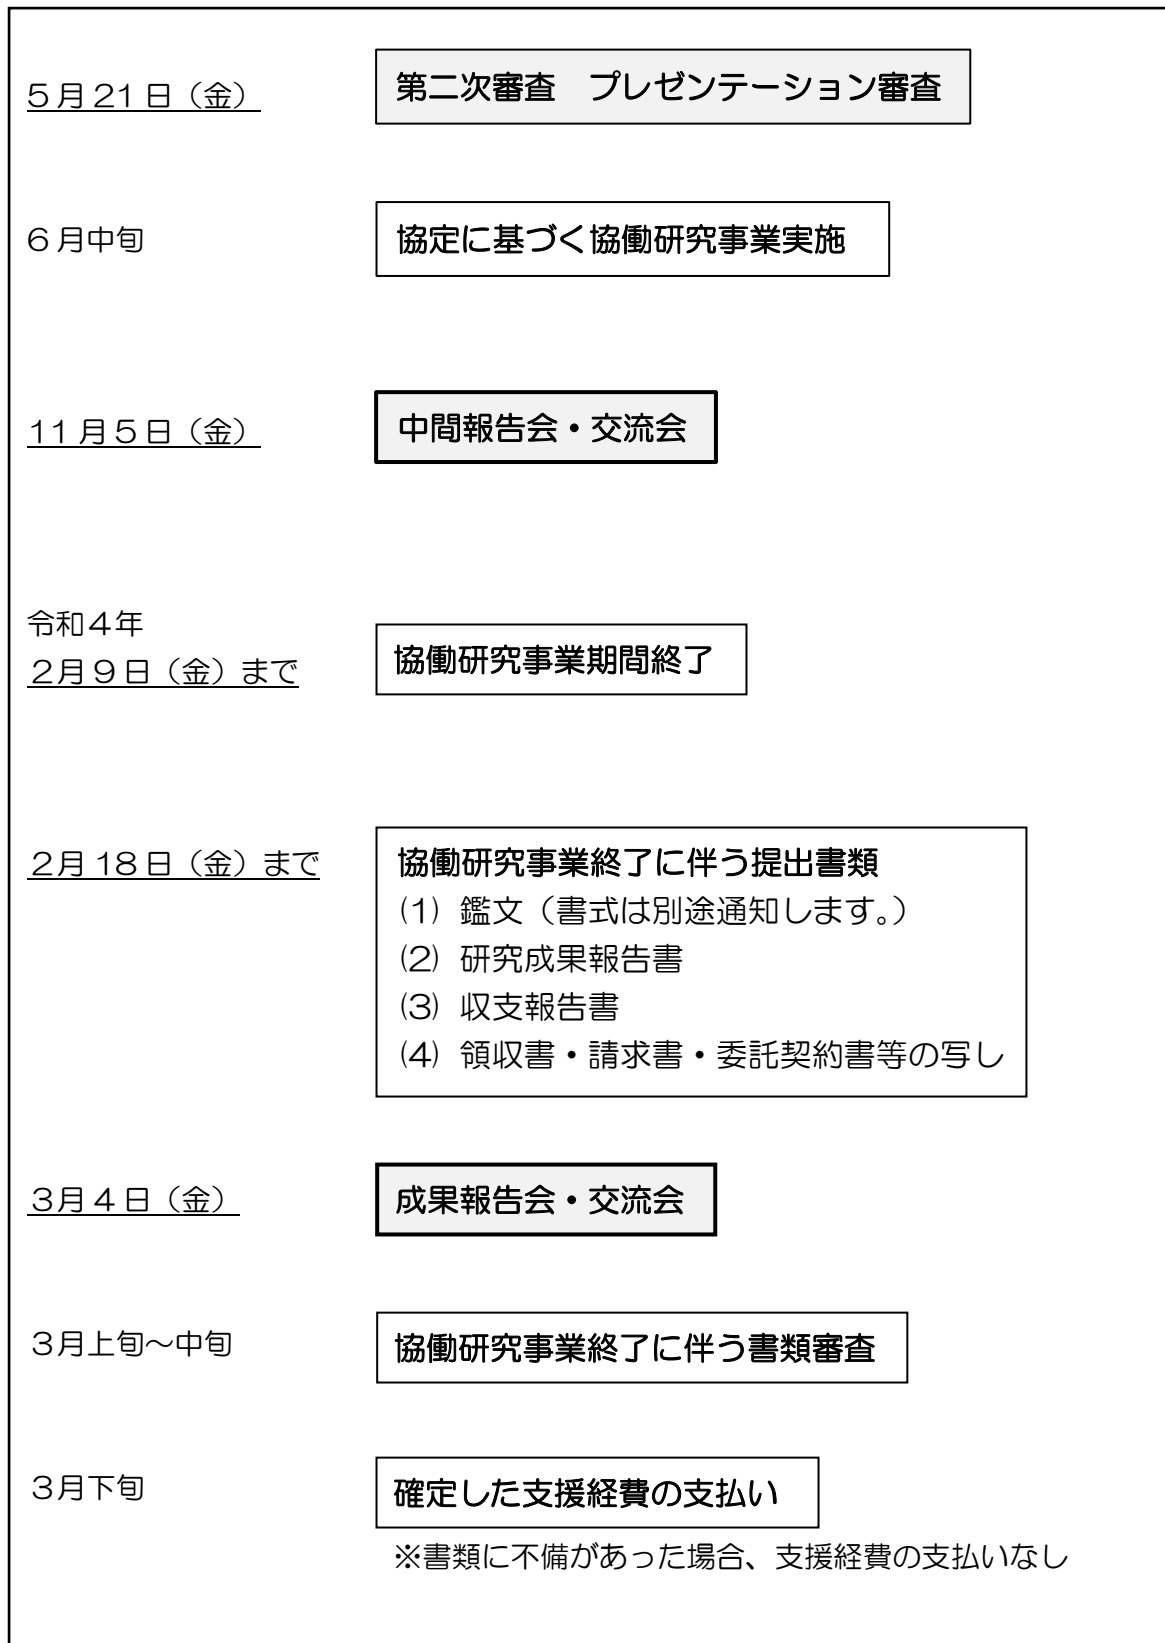 5月21日（金）
第二次審査　プレゼンテーション審査
6月中旬
協定に基づく協働研究事業実施
11月5日（金）
中間報告会・交流会
令和4年
2月9日（金）まで
協働研究事業期間終了
2月18日（金）まで
協働研究事業終了に伴う提出書類
(1) 鑑文（書式は別途通知します。）
(2) 研究成果報告書
(3) 収支報告書
(4) 領収書・請求書・委託契約書等の写し
3月4日（金）
成果報告会・交流会
3月上旬～中旬
協働研究事業終了に伴う書類審査
3月下旬
確定した支援経費の支払い
※書類に不備があった場合、支援経費の支払いなし